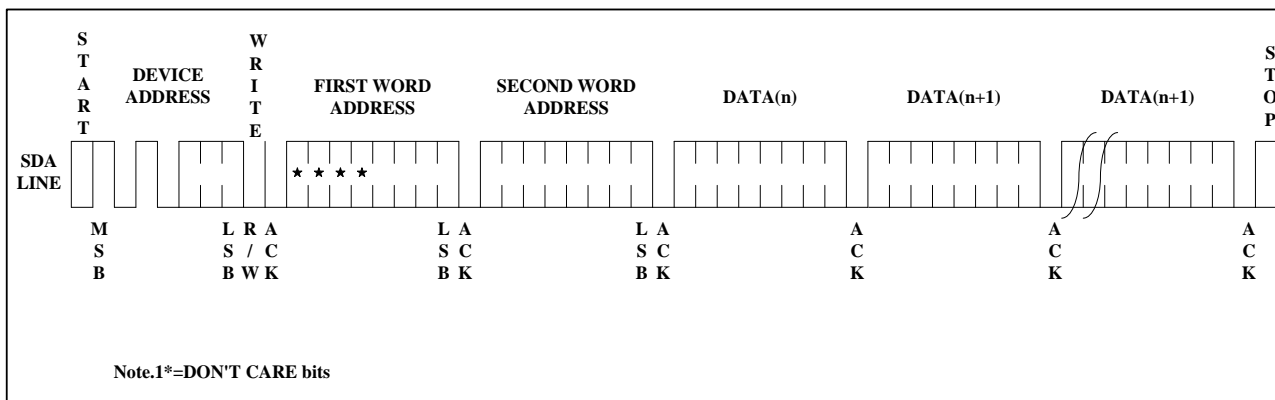 START
DEVICE
ADDRESS
WRITE
FIRST WORD
ADDRESS
SECOND WORD
ADDRESS
DATA(n)
DATA(n+1)
DATA(n+1)
STOP
SDA
LINE
★ ★ ★ ★
MSB
LSB
R/W
ACK
LSB
ACK
LSB
ACK
ACK
ACK
ACK
Note.1*=DON'T CARE bits